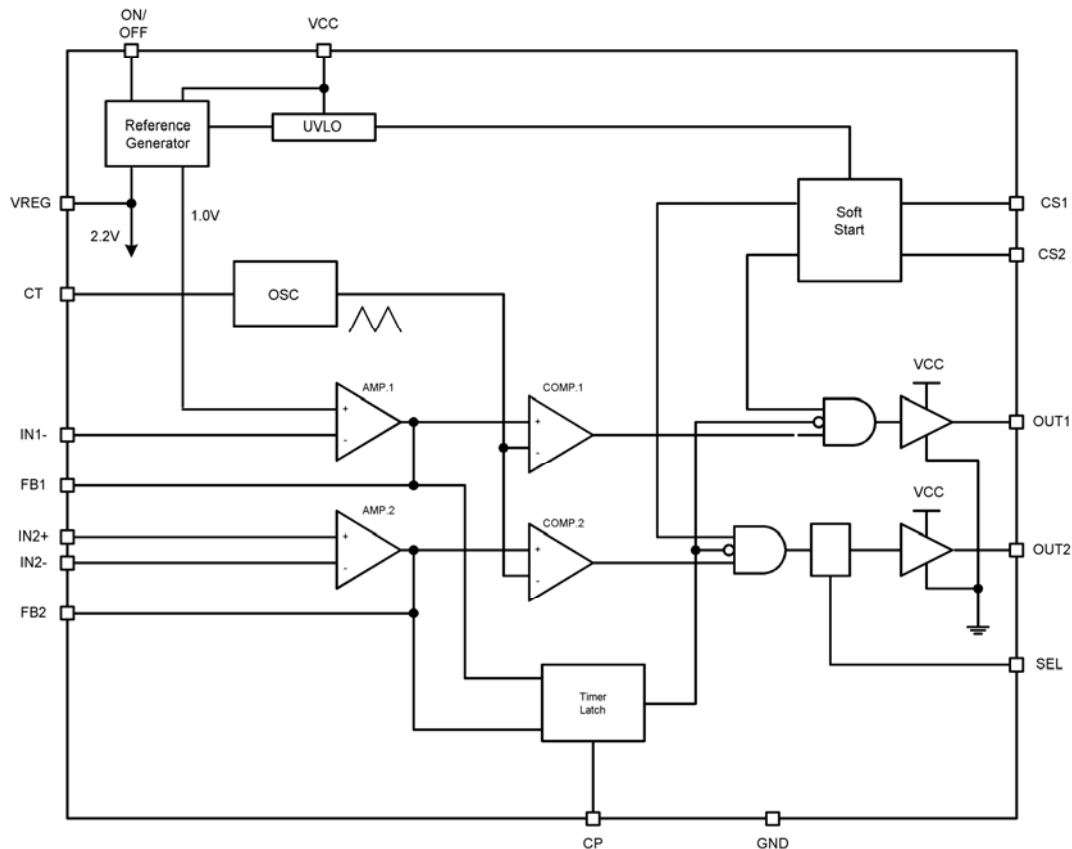 ON/
OFF
VCC
Reference
Generator
UVLO
VREG
1.0V
2.2V
Soft
Start
CS1
CS2
CT
OSC
AMP.1
COMP.1
VCC
+
-
+
-
IN1-
OUT1
FB1
AMP.2
COMP.2
VCC
IN2+
+
-
+
-
IN2-
OUT2
FB2
SEL
Timer
Latch
CP
GND